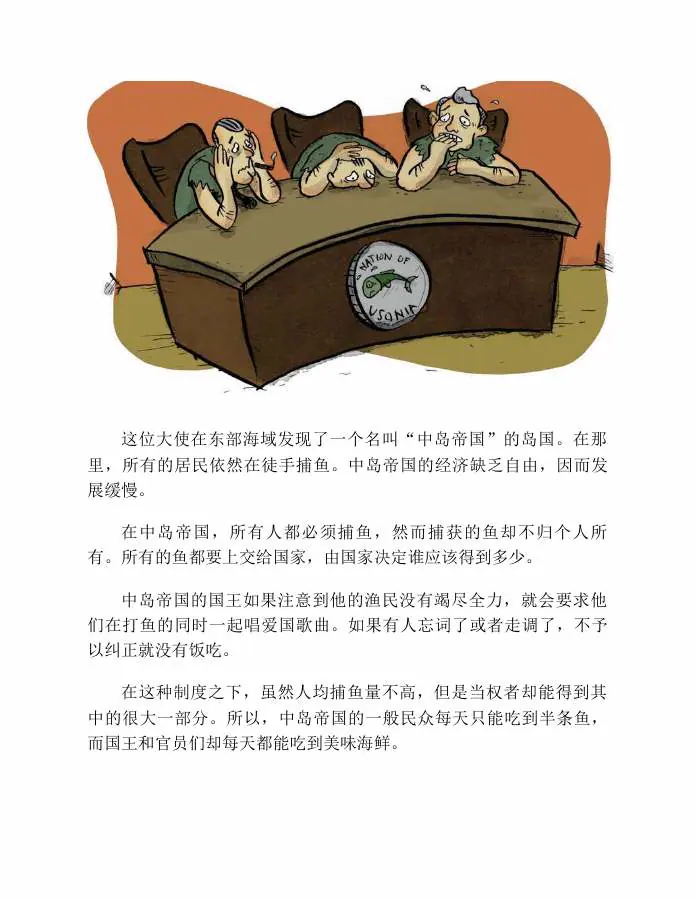 NATION OF
USONIA
这位大使在东部海域发现了一个名叫“中岛帝国”的岛国。在那
里，所有的居民依然在徒手捕鱼。中岛帝国的经济缺乏自由，因而发
展缓慢。
在中岛帝国，所有人都必须捕鱼，然而捕获的鱼却不归个人所
有。所有的鱼都要上交给国家，由国家决定谁应该得到多少。
中岛帝国的国王如果注意到他的渔民没有竭尽全力，就会要求他
们在打鱼的同时一起唱爱国歌曲。如果有人忘词了或者走调了，不予
以纠正就没有饭吃。
在这种制度之下，虽然人均捕鱼量不高，但是当权者却能得到其
中的很大一部分。所以，中岛帝国的一般民众每天只能吃到半条鱼，
而国王和官员们却每天都能吃到美味海鲜。